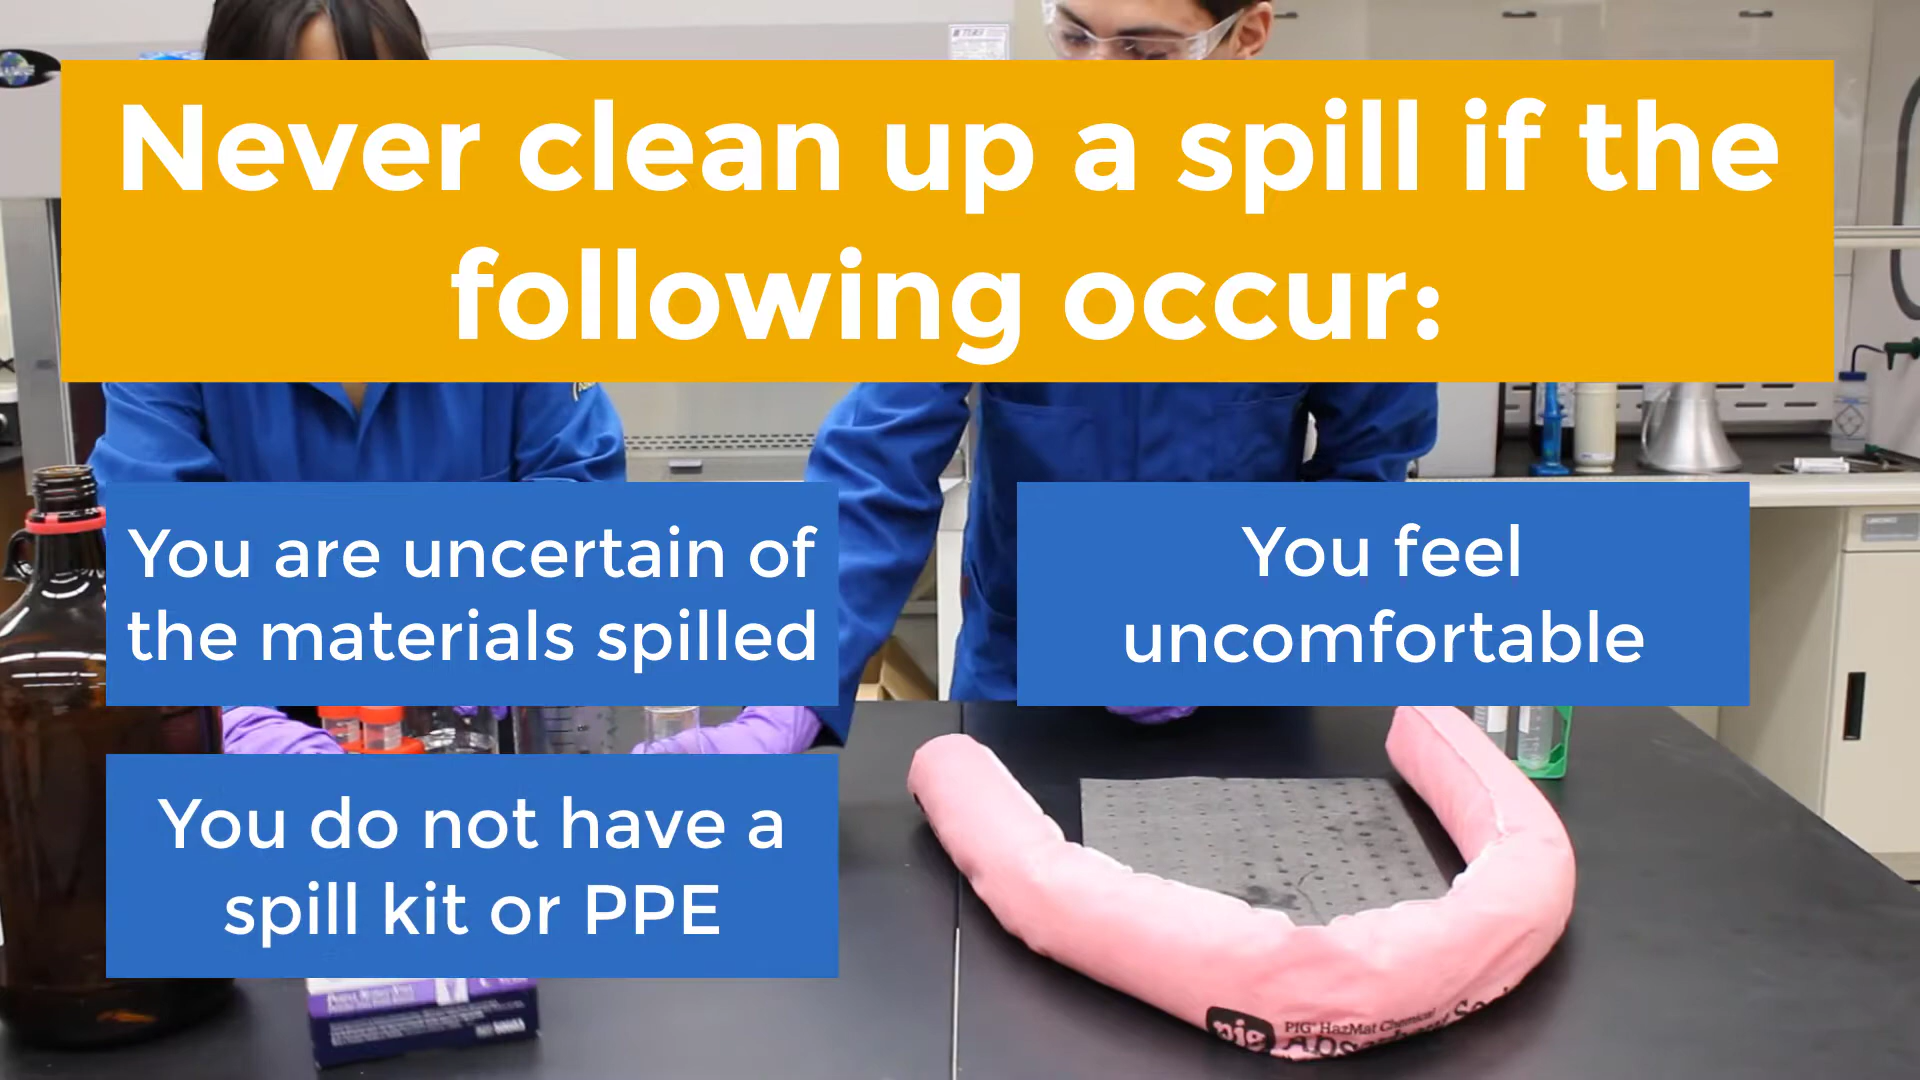 Never clean up a spill if the
following occur:
You are uncertain of
the materials spilled
You feel
uncomfortable
You do not have a
spill kit or PPE
pig
PIG® HazMat Chemical